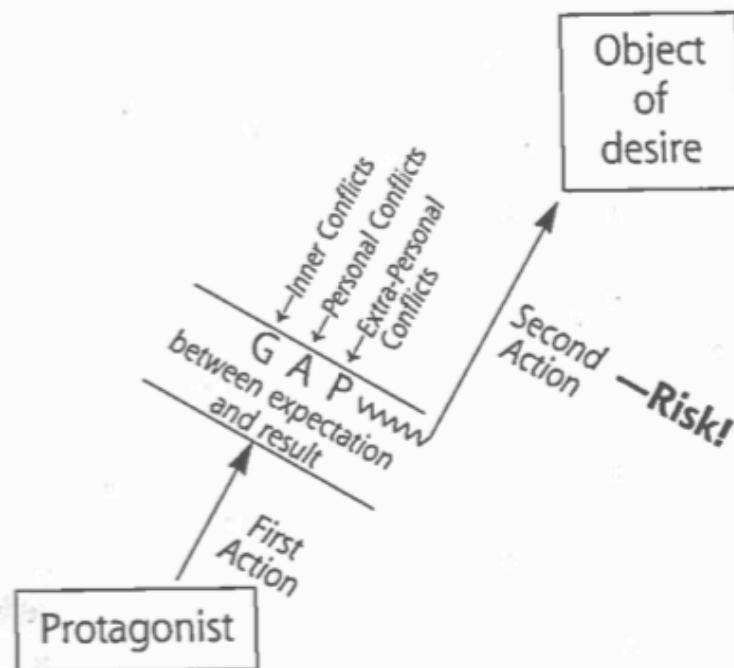 Object
of
desire
←Inner Conflicts
←Personal Conflicts
←Extra-Personal
Conflicts
GAP
between expectation
and result
Second
Action
—Risk!
First
Action
Protagonist